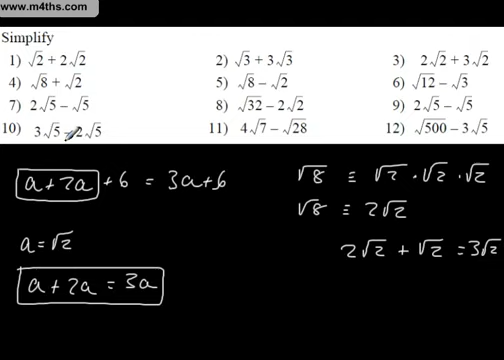 www.m4ths.com
Simplify
1) √2 + 2√2 2) √3 + 3√3 3) 2√2 + 3√2
4) √8 + √2 5) √8 − √2 6) √12 − √3
7) 2√5 − √5 8) √32 − 2√2 9) 2√5 − √5
10) 3√5 − 2√5 11) 4√7 − √28 12) √500 − 3√5
a + 2a + 6 = 3a + 6
a = √2
a + 2a = 3a
√8 ≡ √2 · √2 · √2
√8 ≡ 2√2
2√2 + √2 = 3√2